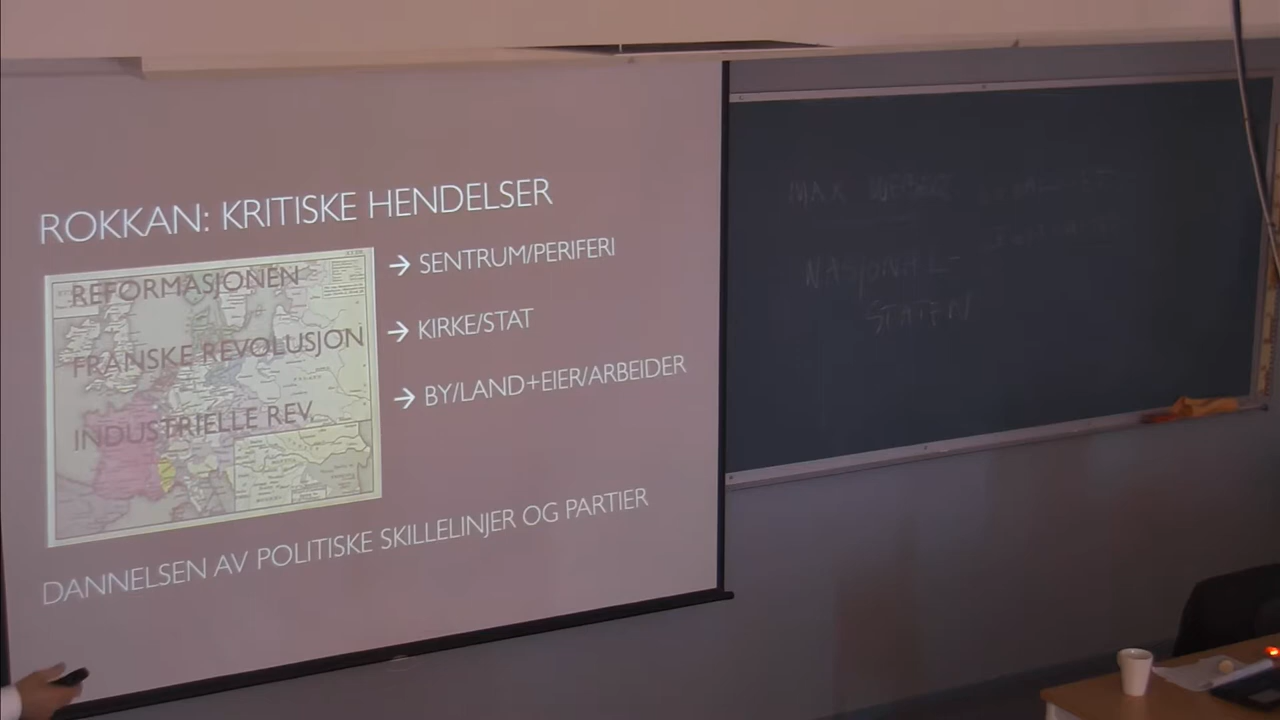 ROKKAN: KRITISKE HENDELSER
REFORMASJONEN
→ SENTRUM/PERIFERI
FRANSKE REVOLUSJON
→ KIRKE/STAT
INDUSTRIELLE REV.
→ BY/LAND+EIER/ARBEIDER
DANNELSEN AV POLITISKE SKILLELINJER OG PARTIER
MAX WEBER
NASJONAL-
STATEN